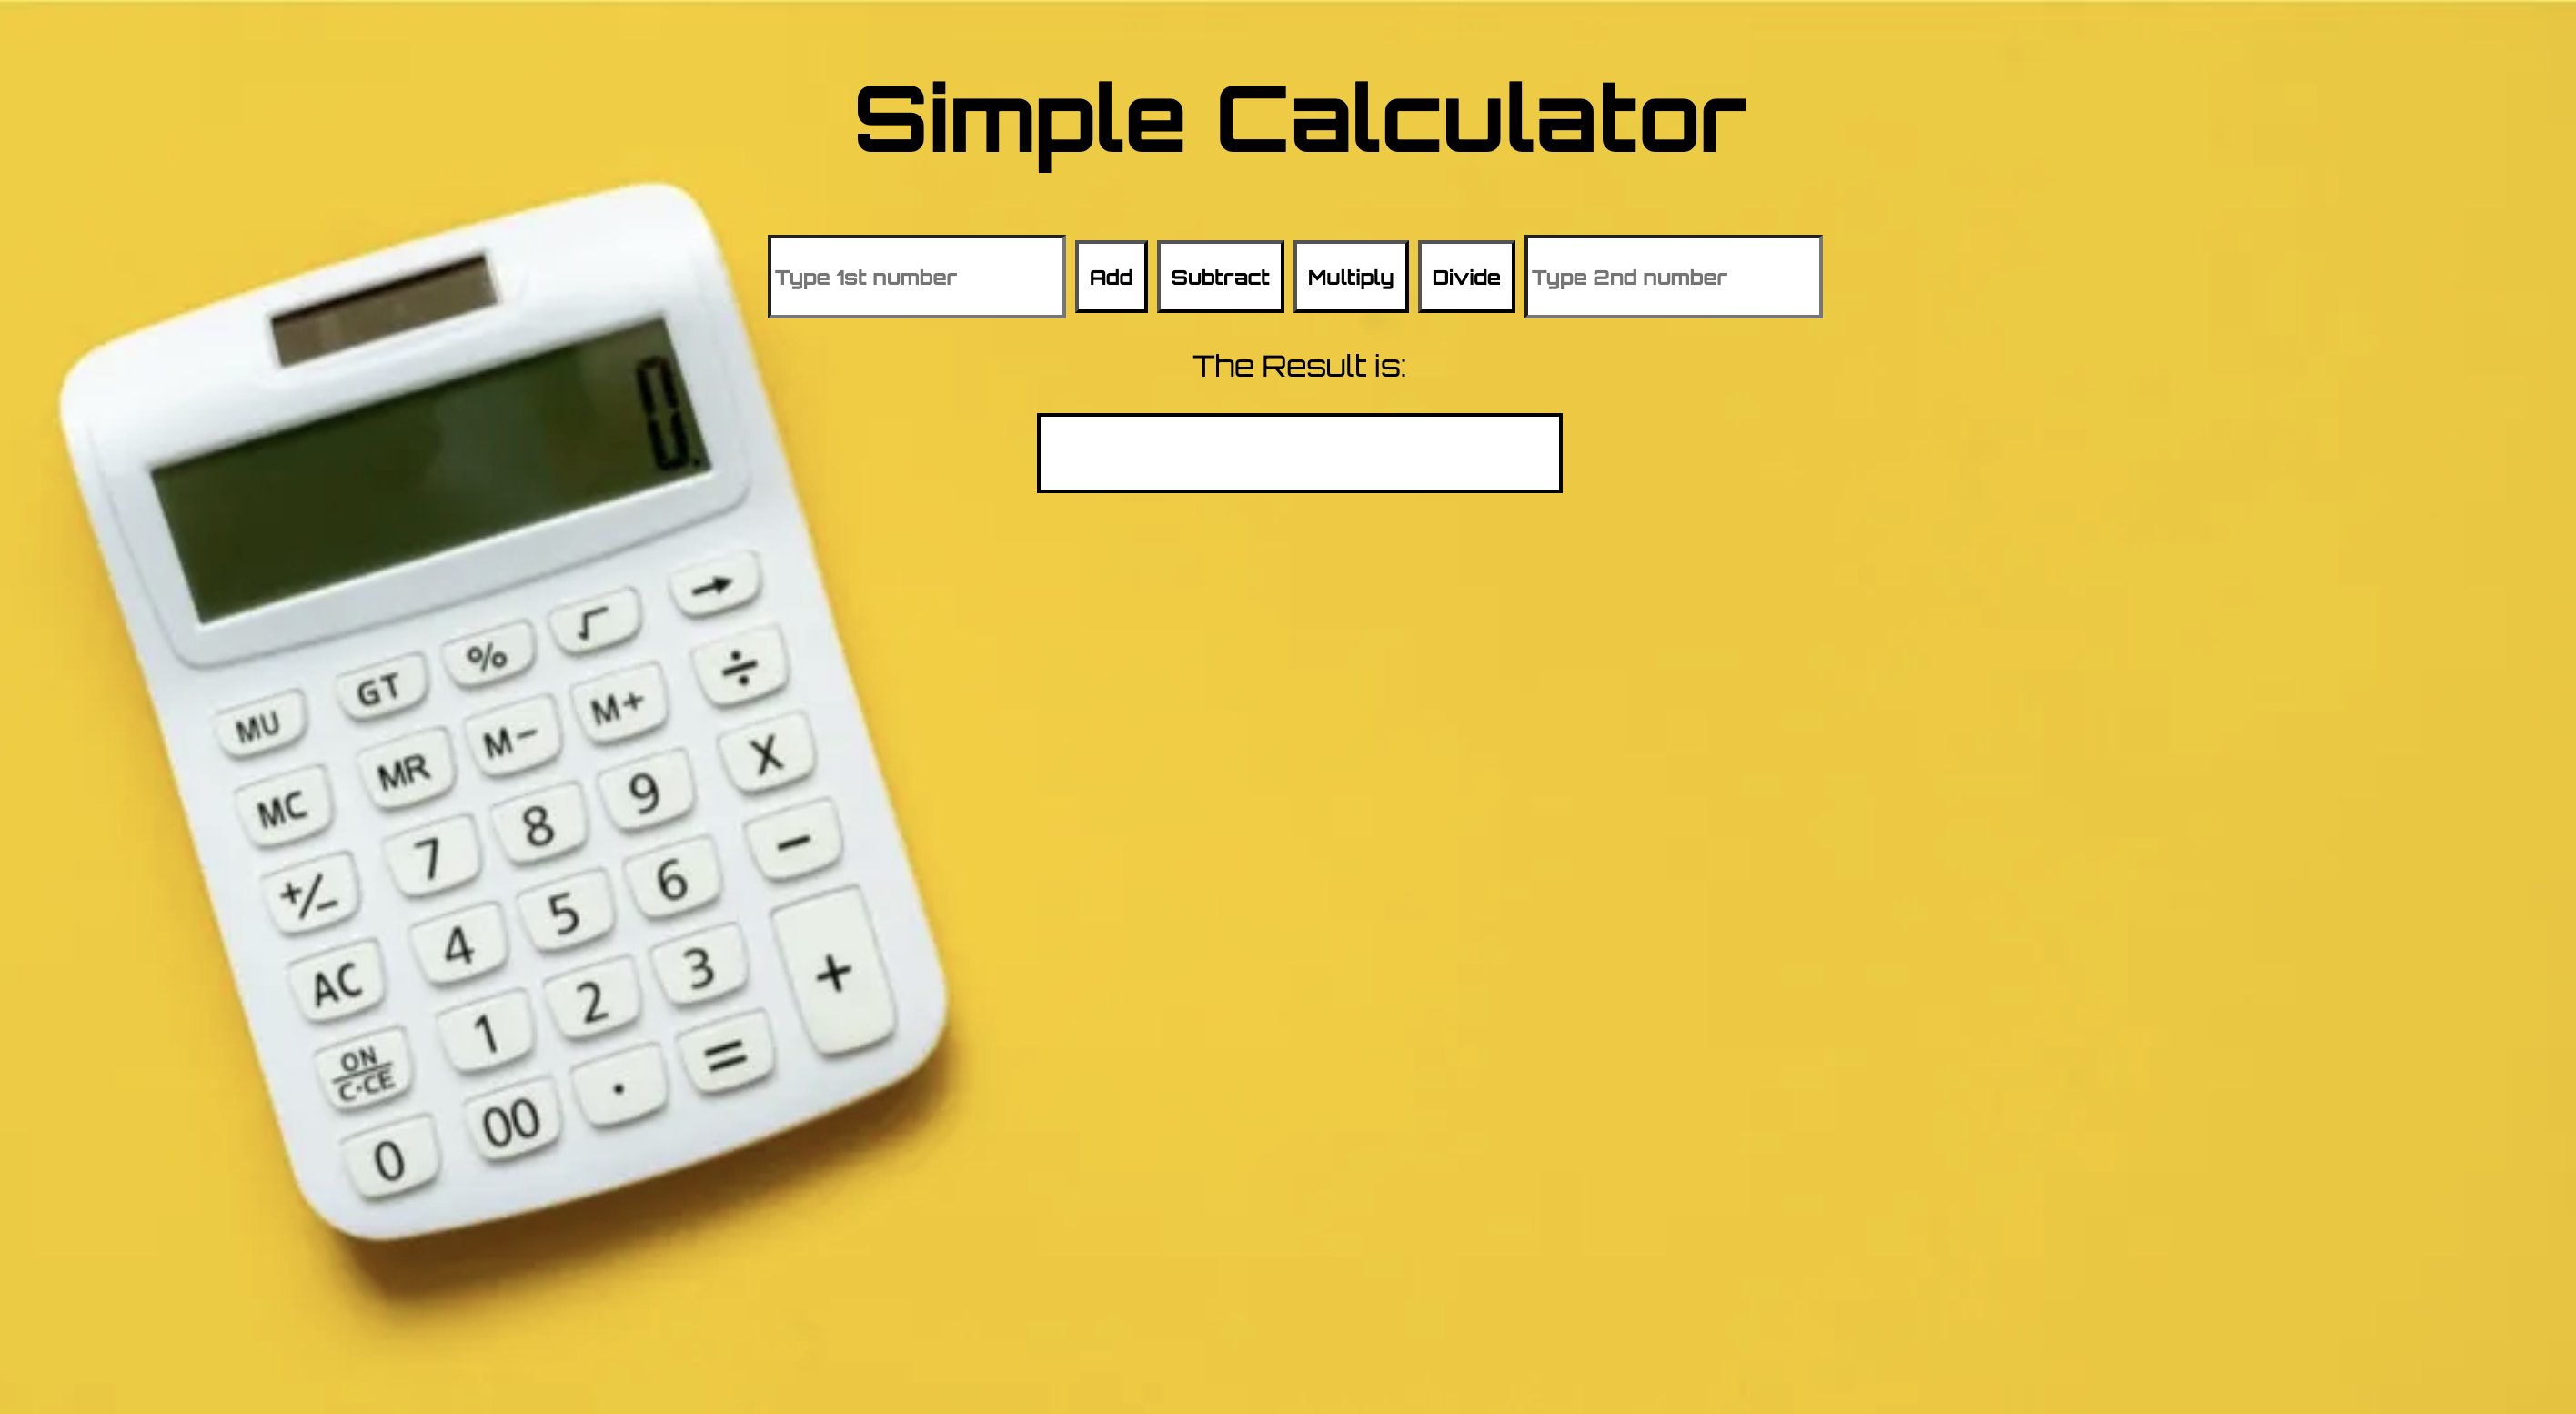 Simple Calculator
Type 1st number Add Subtract Multiply Divide Type 2nd number
The Result is:
0.
→
√
%
GT
MU
÷
M+
M−
MR
MC
X
9
8
7
+/−
−
6
5
4
AC
+
3
2
1
ON
C·CE
=
.
00
0